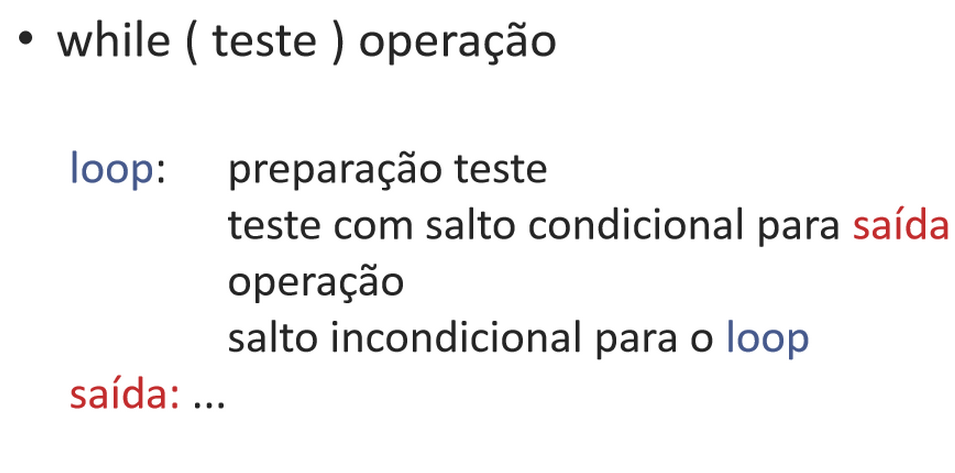 • while ( teste ) operação
loop: preparação teste
teste com salto condicional para saída
operação
salto incondicional para o loop
saída: ...